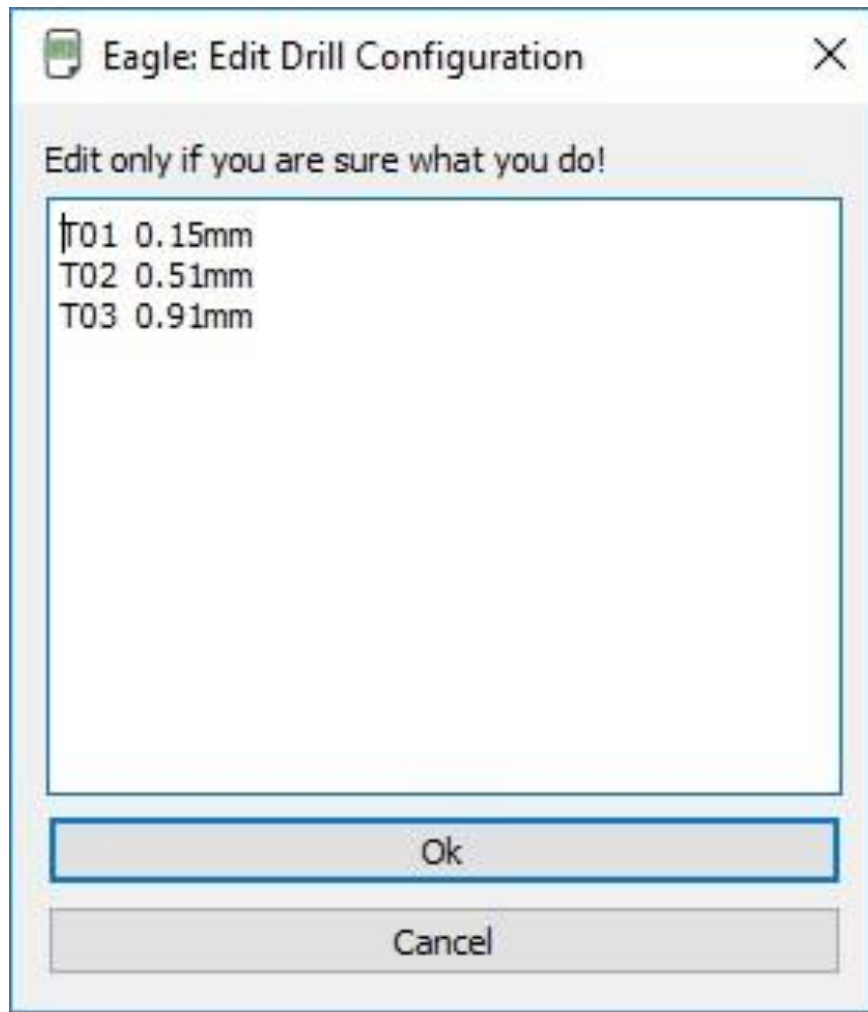 Eagle: Edit Drill Configuration
Edit only if you are sure what you do!
T01 0.15mm
T02 0.51mm
T03 0.91mm
Ok
Cancel